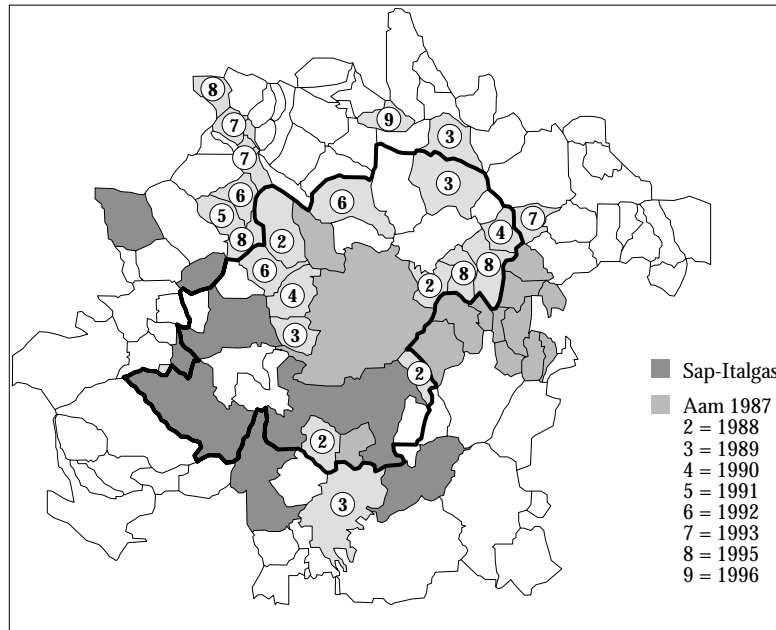 8
9
7
3
7
3
6
6
5
7
4
8
2
8
6
8
2
4
3
2
2
3
Sap-Italgas
Aam 1987
2 = 1988
3 = 1989
4 = 1990
5 = 1991
6 = 1992
7 = 1993
8 = 1995
9 = 1996